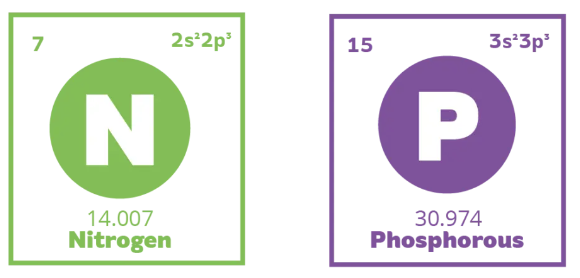 7 2s²2p³
N
14.007
Nitrogen
15 3s²3p³
P
30.974
Phosphorous